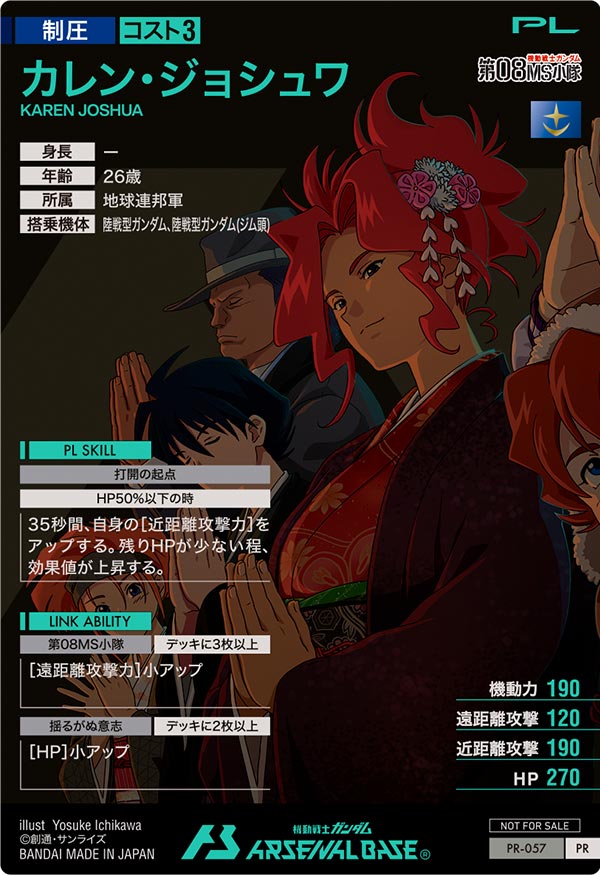 制圧 コスト3 PL
カレン・ジョシュワ
KAREN JOSHUA
機動戦士ガンダム
第08MS小隊
身長 ー
年齢 26歳
所属 地球連邦軍
搭乗機体 陸戦型ガンダム、陸戦型ガンダム(ジム頭)
PL SKILL
打開の起点
HP50%以下の時
35秒間、自身の[近距離攻撃力]を
アップする。残りHPが少ない程、
効果値が上昇する。
LINK ABILITY
第08MS小隊 デッキに3枚以上
[遠距離攻撃力]小アップ
揺るがぬ意志 デッキに2枚以上
[HP]小アップ
機動力 190
遠距離攻撃 120
近距離攻撃 190
HP 270
illust Yosuke Ichikawa
©創通・サンライズ
BANDAI MADE IN JAPAN
機動戦士ガンダム
AB ARSENAL BASE®
NOT FOR SALE
PR-057 PR